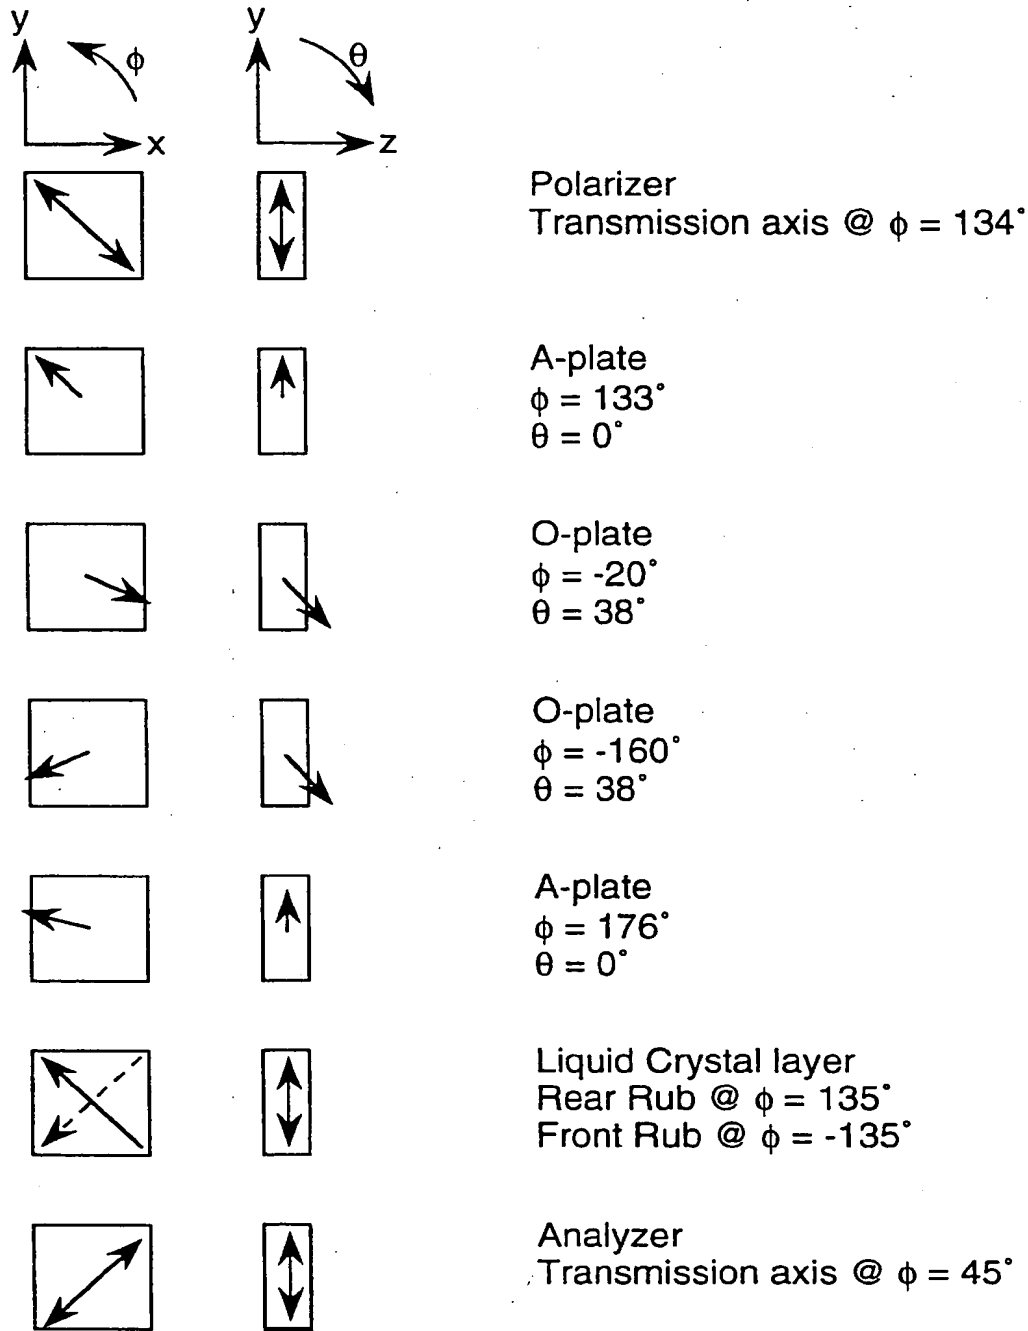 y
ϕ
x
y
θ
z
Polarizer
Transmission axis @ ϕ = 134°
A-plate
ϕ = 133°
θ = 0°
O-plate
ϕ = -20°
θ = 38°
O-plate
ϕ = -160°
θ = 38°
A-plate
ϕ = 176°
θ = 0°
Liquid Crystal layer
Rear Rub @ ϕ = 135°
Front Rub @ ϕ = -135°
Analyzer
Transmission axis @ ϕ = 45°